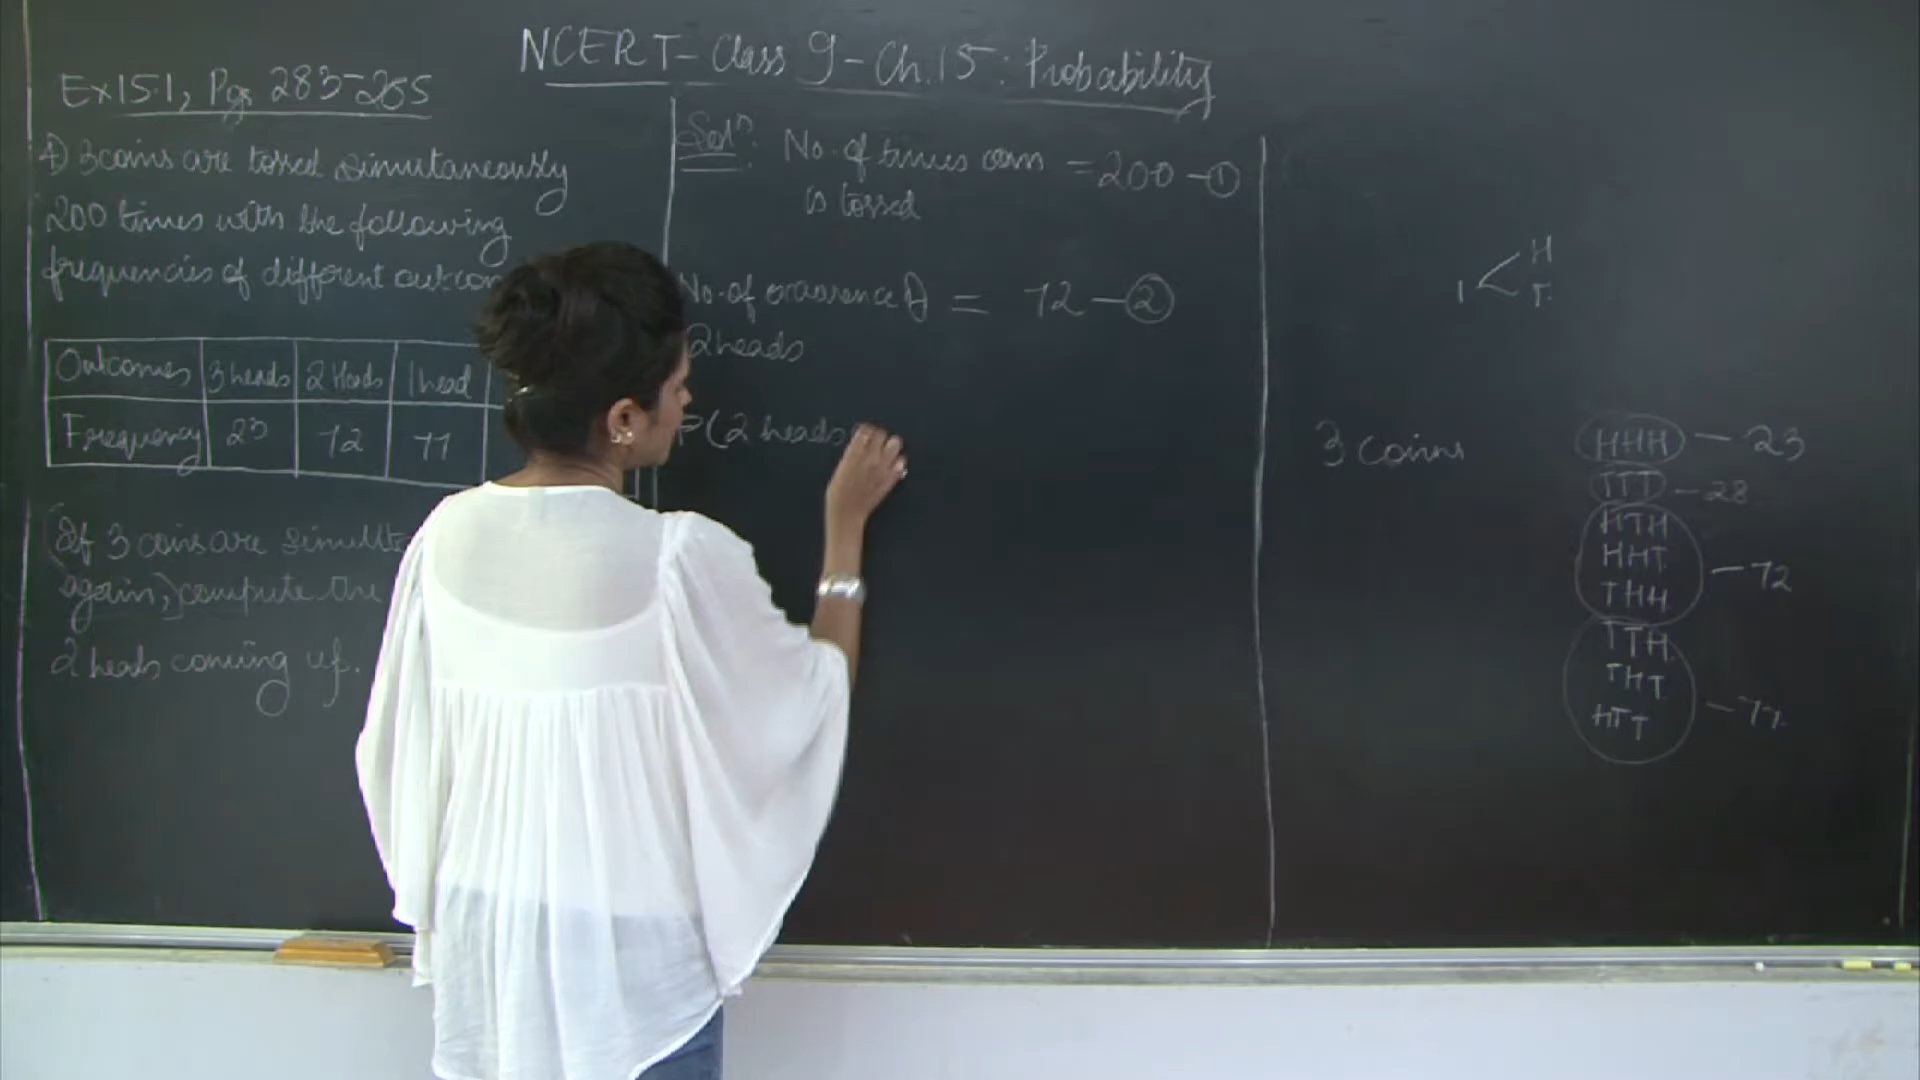 NCERT-Class 9-Ch.15: Probability
Ex 15.1, Pgs 283-285
4) 3 coins are tossed simutaneously
200 times with the following
frequencies of different outcom
Outcomes 3 heads 2 Heads 1 head
Frequency 23 72 77
(If 3 coins are simulta
again,) compute the
2 heads coming up.
Solⁿ: No. of times coin = 200 - ①
is tossed
No. of occurrence of = 72 - ②
2 heads
P(2 heads
1 < H
T
3 coins
HHH - 23
TTT - 28
HTH
HHT
THH
- 72
TTH
THT
HTT
- 77